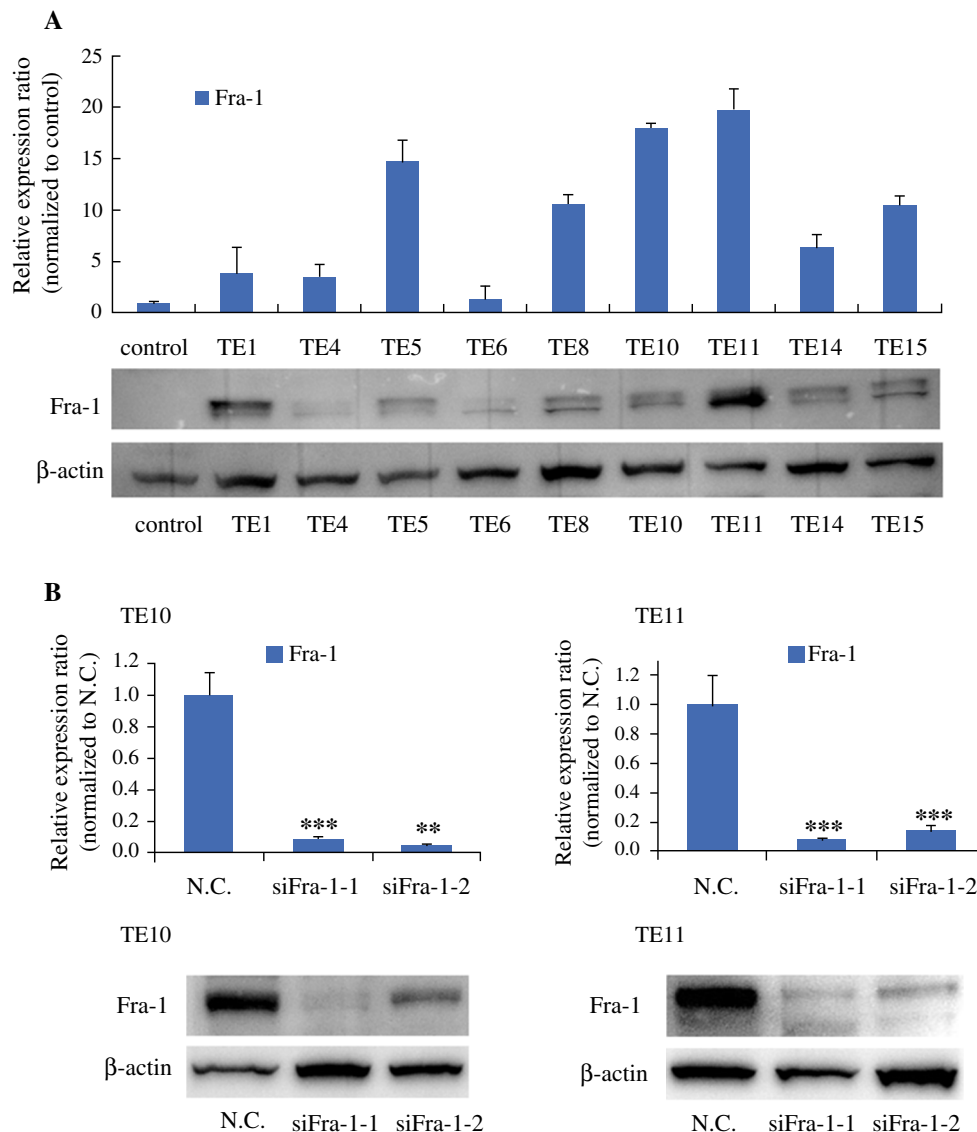 A
Relative expression ratio
(normalized to control)
25
20
15
10
5
0
Fra-1
control TE1 TE4 TE5 TE6 TE8 TE10 TE11 TE14 TE15
Fra-1
β-actin
control TE1 TE4 TE5 TE6 TE8 TE10 TE11 TE14 TE15
B
TE10
Relative expression ratio
(normalized to N.C.)
1.2
1.0
0.8
0.6
0.4
0.2
0.0
Fra-1
*** **
N.C. siFra-1-1 siFra-1-2
TE11
Relative expression ratio
(normalized to N.C.)
1.2
1.0
0.8
0.6
0.4
0.2
0.0
Fra-1
*** ***
N.C. siFra-1-1 siFra-1-2
TE10
Fra-1
β-actin
N.C. siFra-1-1 siFra-1-2
TE11
Fra-1
β-actin
N.C. siFra-1-1 siFra-1-2